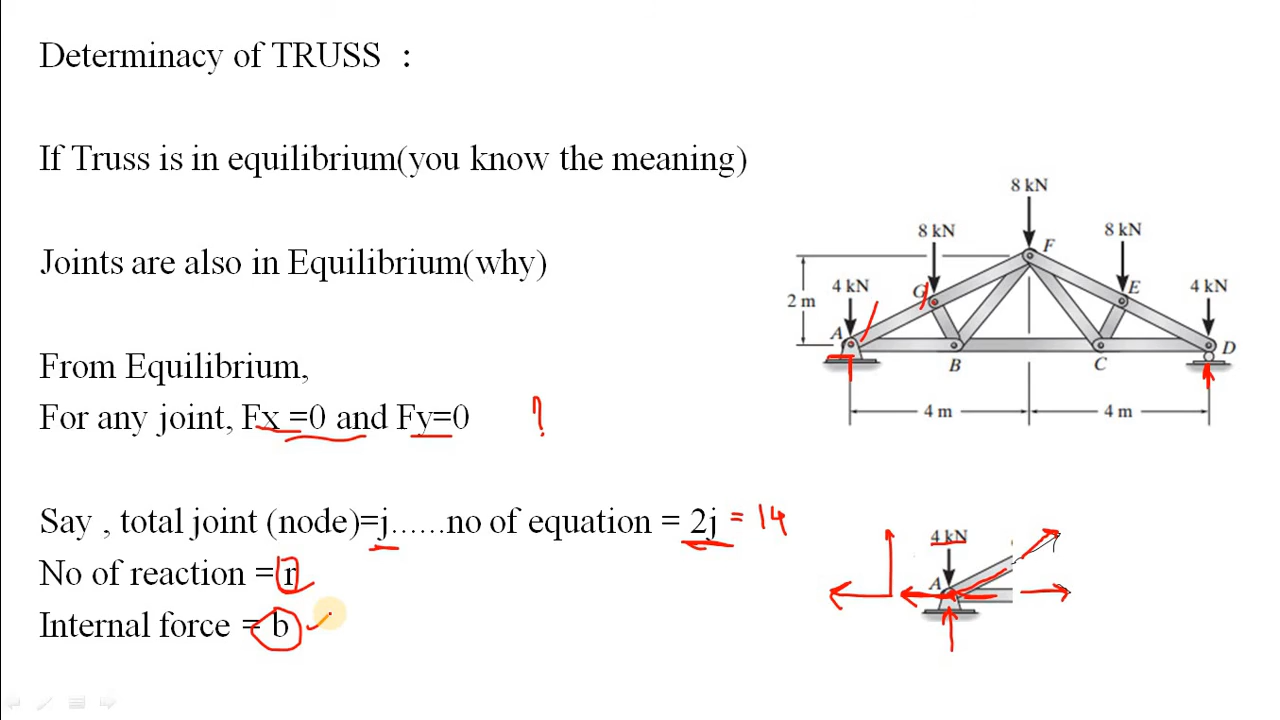 Determinacy of TRUSS :
If Truss is in equilibrium(you know the meaning)
Joints are also in Equilibrium(why)
From Equilibrium,
For any joint, Fx =0 and Fy=0 ?
Say , total joint (node)=j......no of equation = 2j = 14
No of reaction = r
Internal force = b
8 kN
8 kN
8 kN
F
4 kN
G
E
4 kN
2 m
A
D
B
C
4 m
4 m
4 kN
A